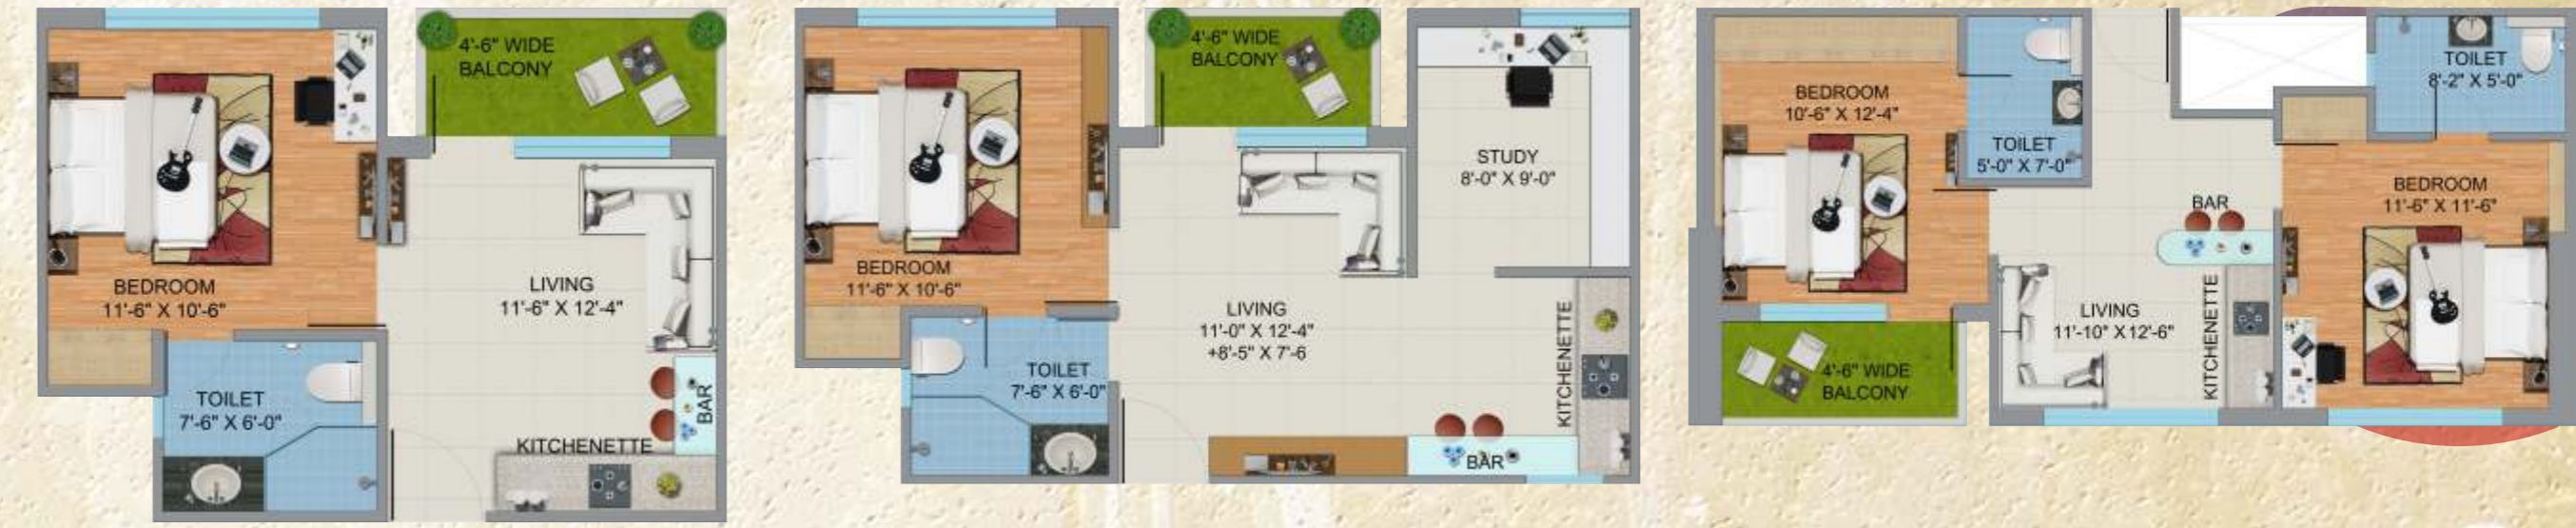 4'-6" WIDE
BALCONY
BEDROOM
11'-6" X 10'-6"
LIVING
11'-6" X 12'-4"
TOILET
7'-6" X 6'-0"
BAR
KITCHENETTE
4'-6" WIDE
BALCONY
STUDY
8'-0" X 9'-0"
BEDROOM
11'-6" X 10'-6"
LIVING
11'-0" X 12'-4"
+8'-5" X 7'-6
KITCHENETTE
TOILET
7'-6" X 6'-0"
BAR
BEDROOM
10'-6" X 12'-4"
TOILET
5'-0" X 7'-0"
TOILET
8'-2" X 5'-0"
BEDROOM
11'-6" X 11'-6"
BAR
LIVING
11'-10" X 12'-6"
KITCHENETTE
4'-6" WIDE
BALCONY